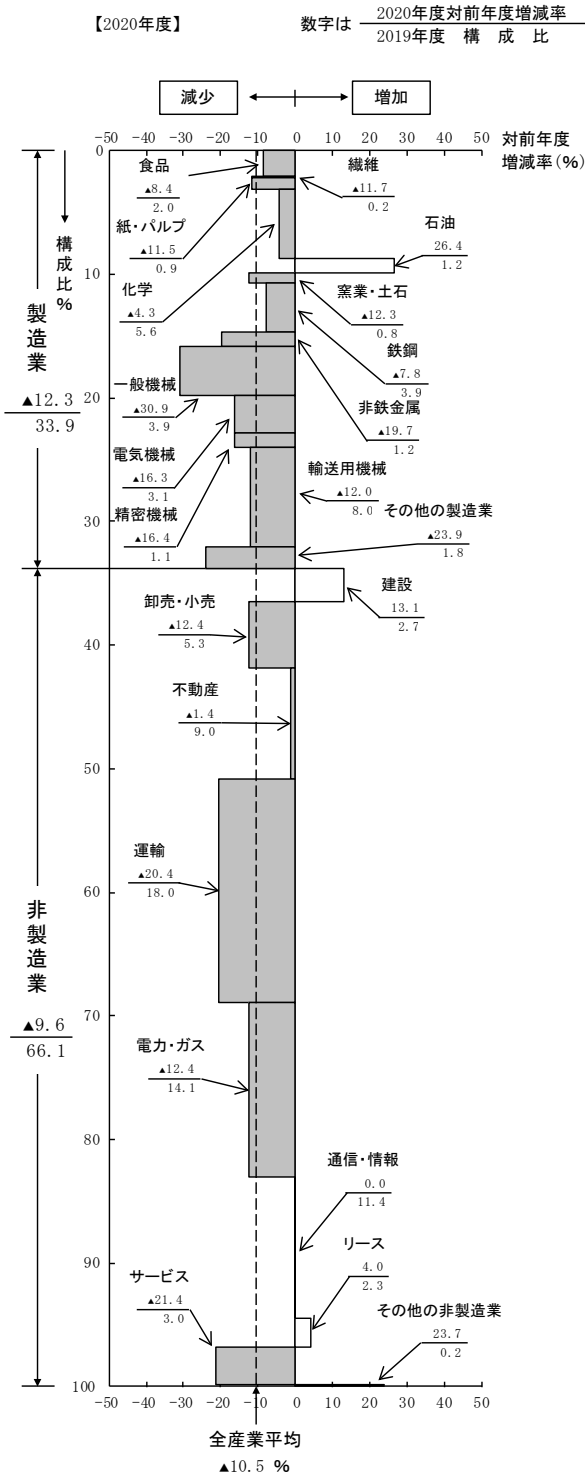 【2020年度】
数字は 2020年度対前年度増減率
2019年度 構成比
減少
増加
-50 -40 -30 -20 -10 0 10 20 30 40 50
対前年度
増減率(%)
0
10
20
30
40
50
60
70
80
90
100
構成比%
製造業
▲12.3
33.9
食品
▲8.4
2.0
繊維
▲11.7
0.2
紙・パルプ
▲11.5
0.9
石油
26.4
1.2
化学
▲4.3
5.6
窯業・土石
▲12.3
0.8
鉄鋼
▲7.8
3.9
一般機械
▲30.9
3.9
非鉄金属
▲19.7
1.2
電気機械
▲16.3
3.1
輸送用機械
▲12.0
8.0
精密機械
▲16.4
1.1
その他の製造業
▲23.9
1.8
非製造業
▲9.6
66.1
建設
13.1
2.7
卸売・小売
▲12.4
5.3
不動産
▲1.4
9.0
運輸
▲20.4
18.0
電力・ガス
▲12.4
14.1
通信・情報
0.0
11.4
リース
4.0
2.3
サービス
▲21.4
3.0
その他の非製造業
23.7
0.2
-50 -40 -30 -20 -10 0 10 20 30 40 50
全産業平均
▲10.5 %